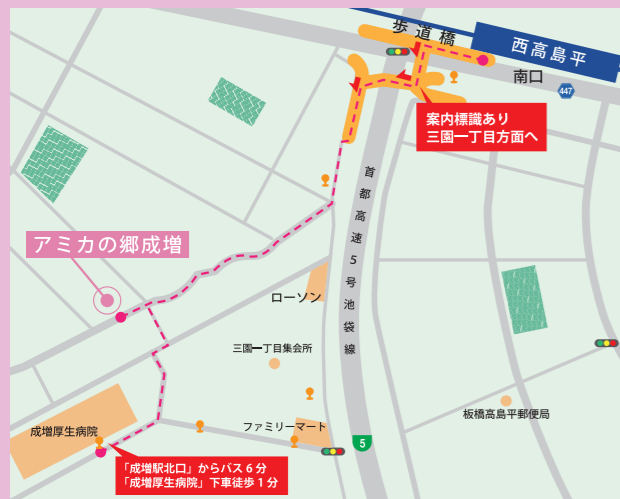 歩道橋
西高島平
南口
447
案内標識あり
三園一丁目方面へ
首都高速5号池袋線
アミカの郷成増
ローソン
三園一丁目集会所
板橋高島平郵便局
ファミリーマート
成増厚生病院
5
「成増駅北口」からバス6分
「成増厚生病院」下車徒歩1分